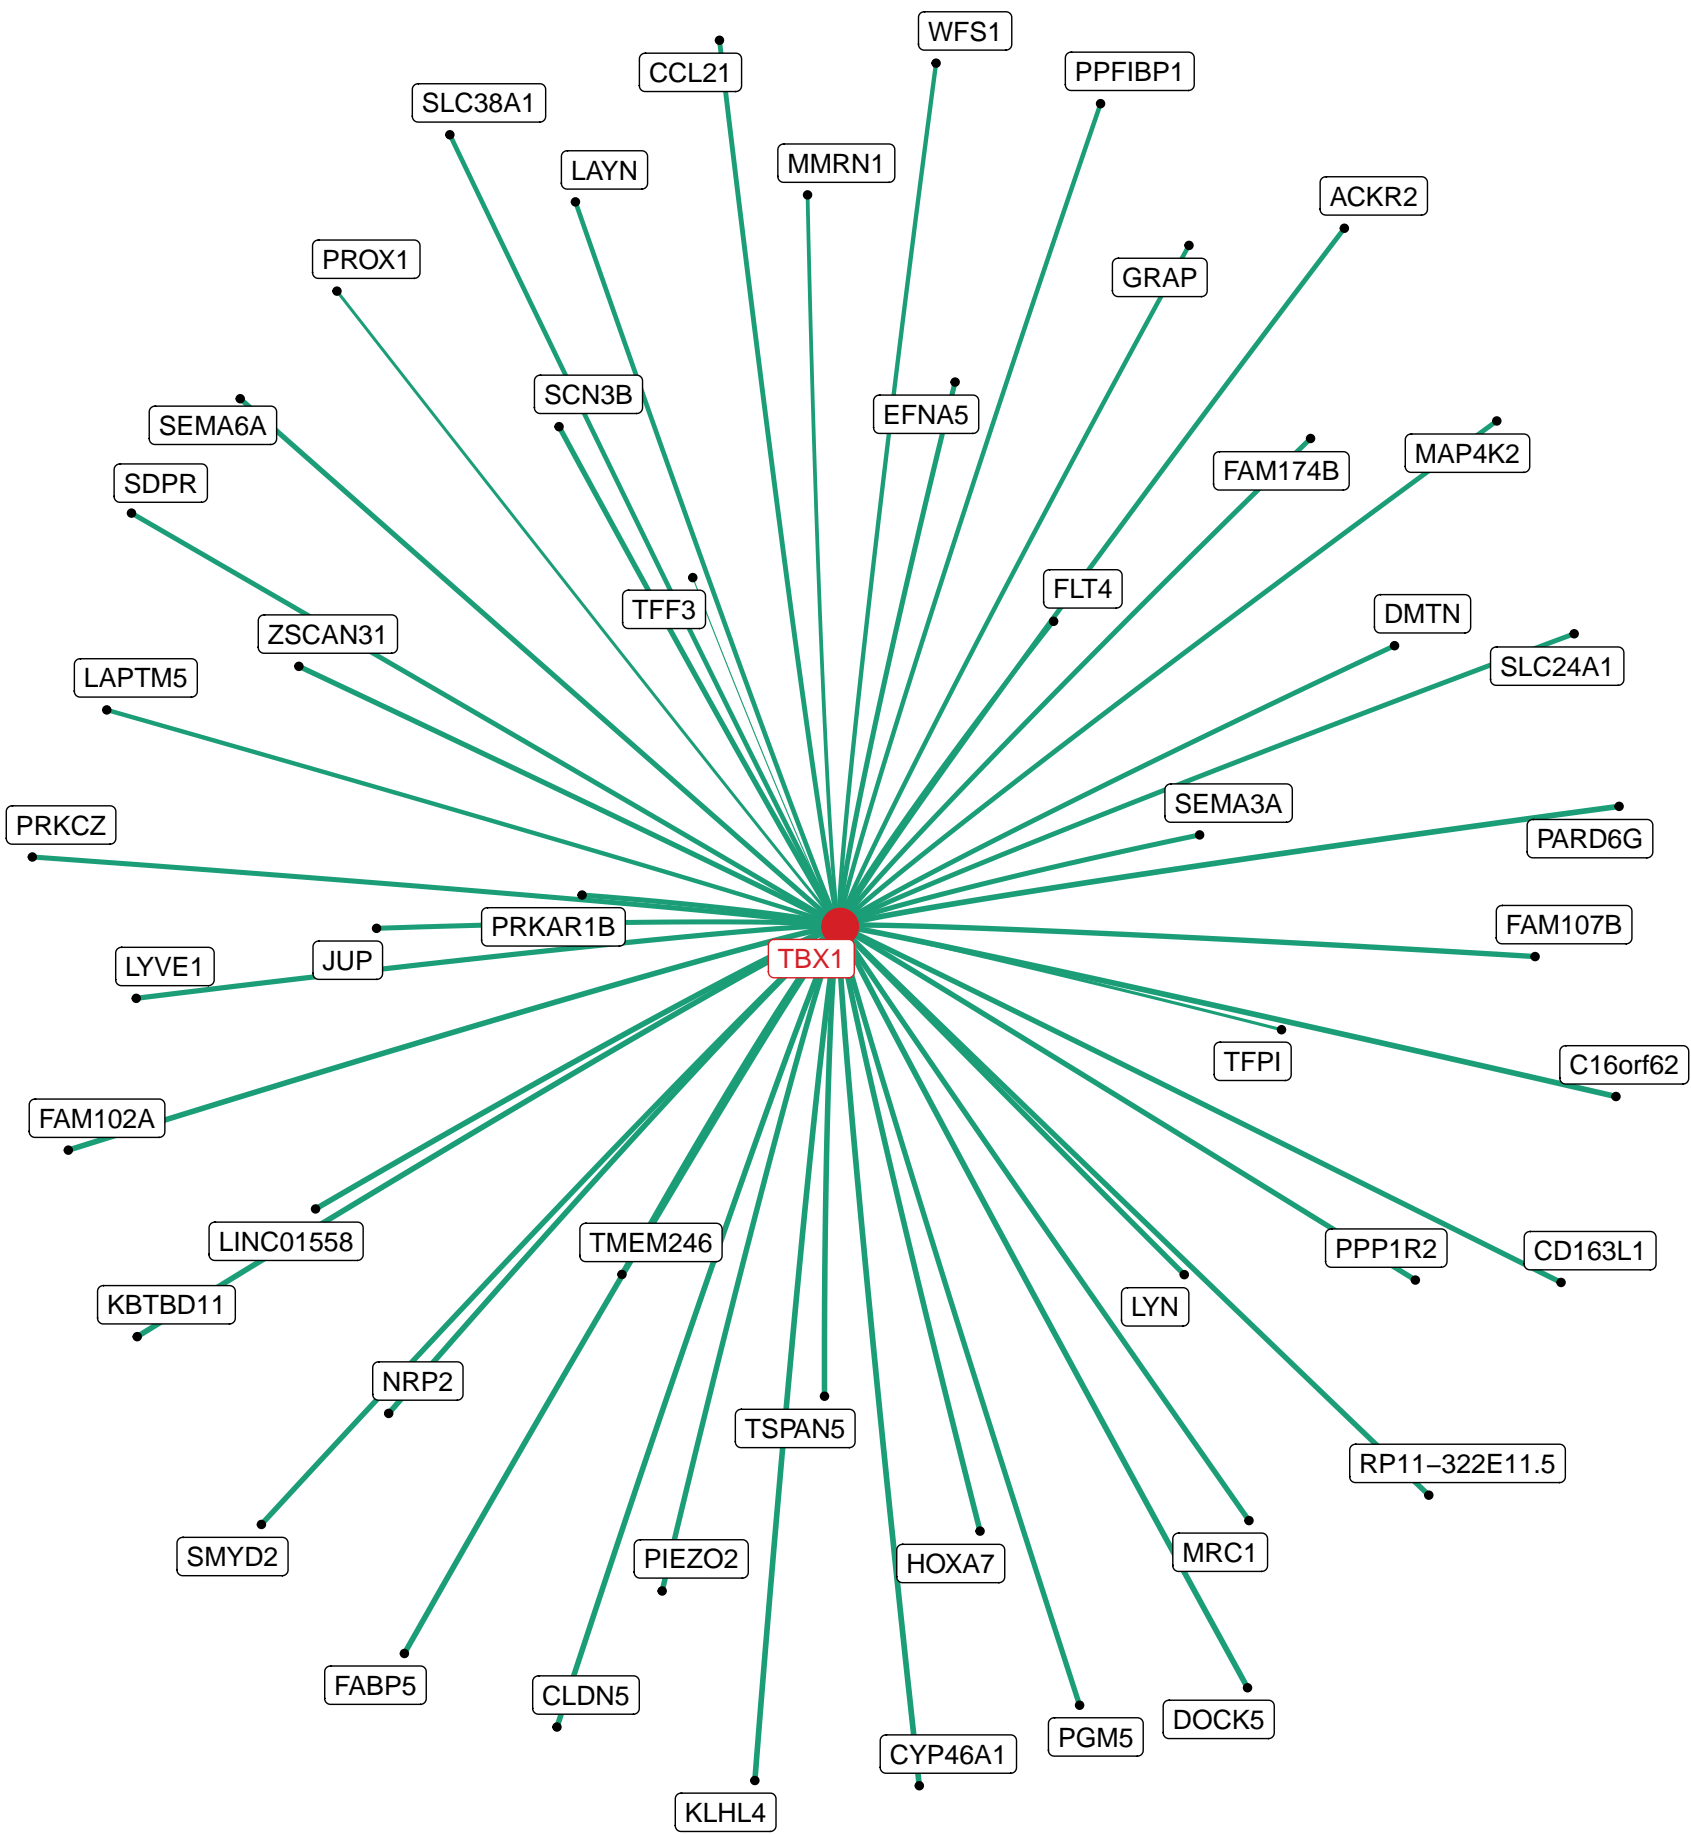 WFS1
CCL21
PPFIBP1
SLC38A1
MMRN1
LAYN
ACKR2
PROX1
GRAP
SCN3B
EFNA5
SEMA6A
MAP4K2
FAM174B
SDPR
FLT4
TFF3
DMTN
ZSCAN31
SLC24A1
LAPTM5
SEMA3A
PRKCZ
PARD6G
FAM107B
PRKAR1B
TBX1
JUP
LYVE1
TFPI
C16orf62
FAM102A
LINC01558
TMEM246
PPP1R2
CD163L1
KBTBD11
LYN
NRP2
TSPAN5
RP11−322E11.5
SMYD2
PIEZO2
HOXA7
MRC1
FABP5
CLDN5
DOCK5
PGM5
CYP46A1
KLHL4